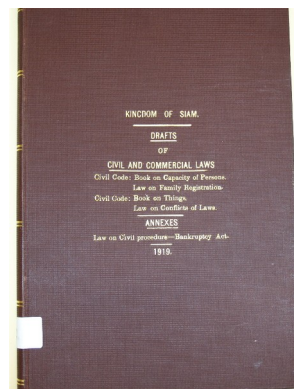 KINGDOM OF SIAM.
DRAFTS
OF
CIVIL AND COMMERCIAL LAWS
Civil Code: Book on Capacity of Persons.
Law on Family Registration.
Civil Code: Book on Things.
Law on Conflicts of Laws.
ANNEXES
Law on Civil procedure—Bankruptcy Act.
1919.